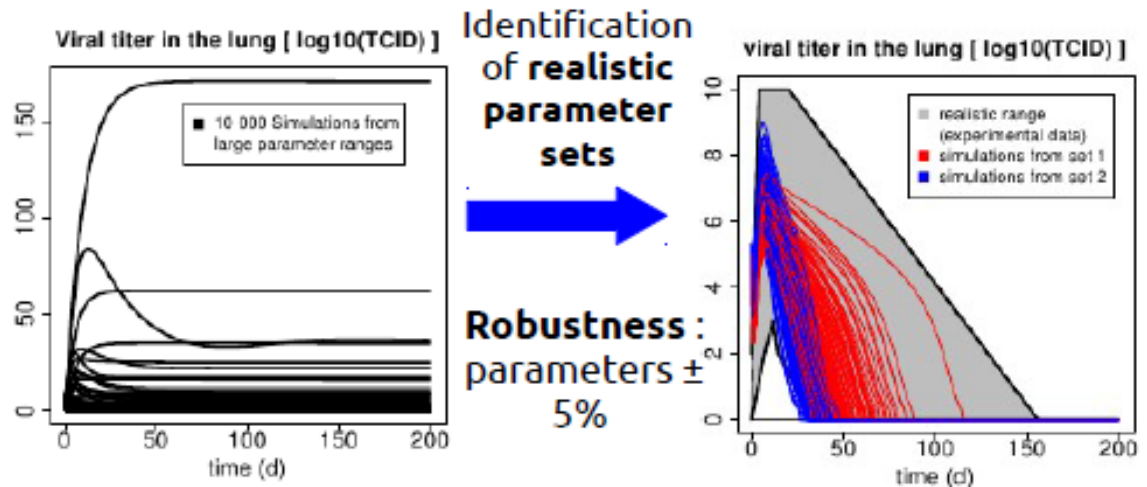 Viral titer in the lung [ log10(TCID) ]
150
100
50
0
■ 10 000 Simulations from
large parameter ranges
0 50 100 150 200
time (d)
Identification
of realistic
parameter
sets
Robustness :
parameters ±
5%
viral titer in the lung [ log10(TCID) ]
10
8
6
4
2
0
■ realistic range
(experimental data)
■ simulations from set 1
■ simulations from set 2
0 50 100 150 200
time (d)